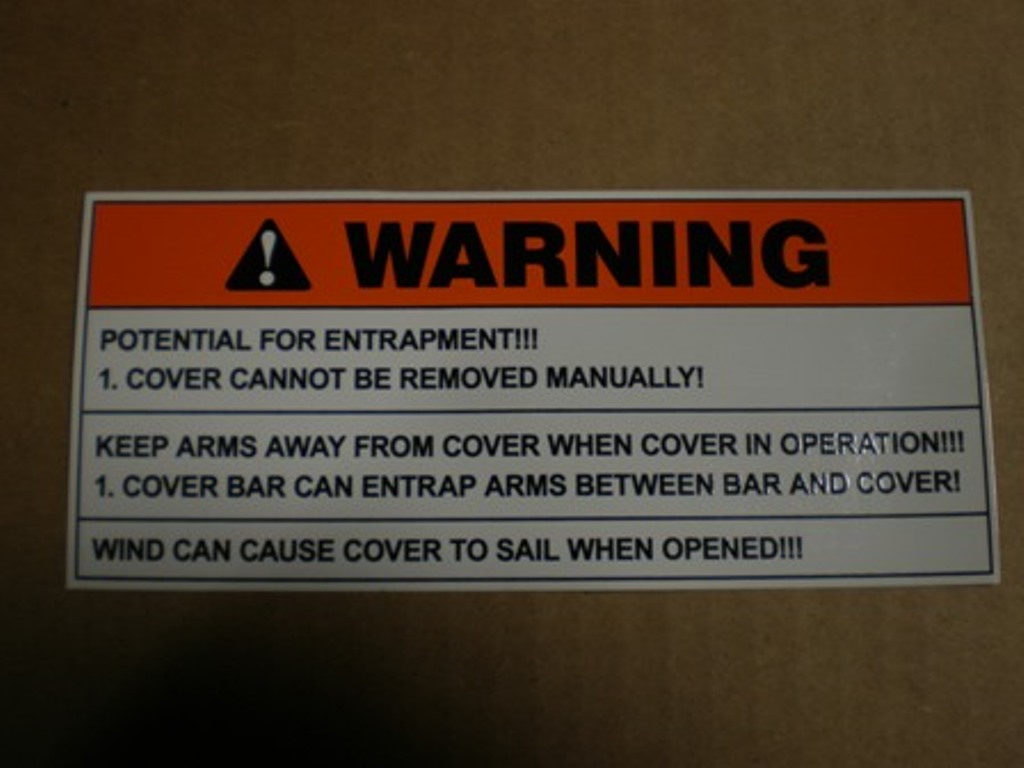 WARNING
POTENTIAL FOR ENTRAPMENT!!!
1. COVER CANNOT BE REMOVED MANUALLY!
KEEP ARMS AWAY FROM COVER WHEN COVER IN OPERATION!!!
1. COVER BAR CAN ENTRAP ARMS BETWEEN BAR AND COVER!
WIND CAN CAUSE COVER TO SAIL WHEN OPENED!!!